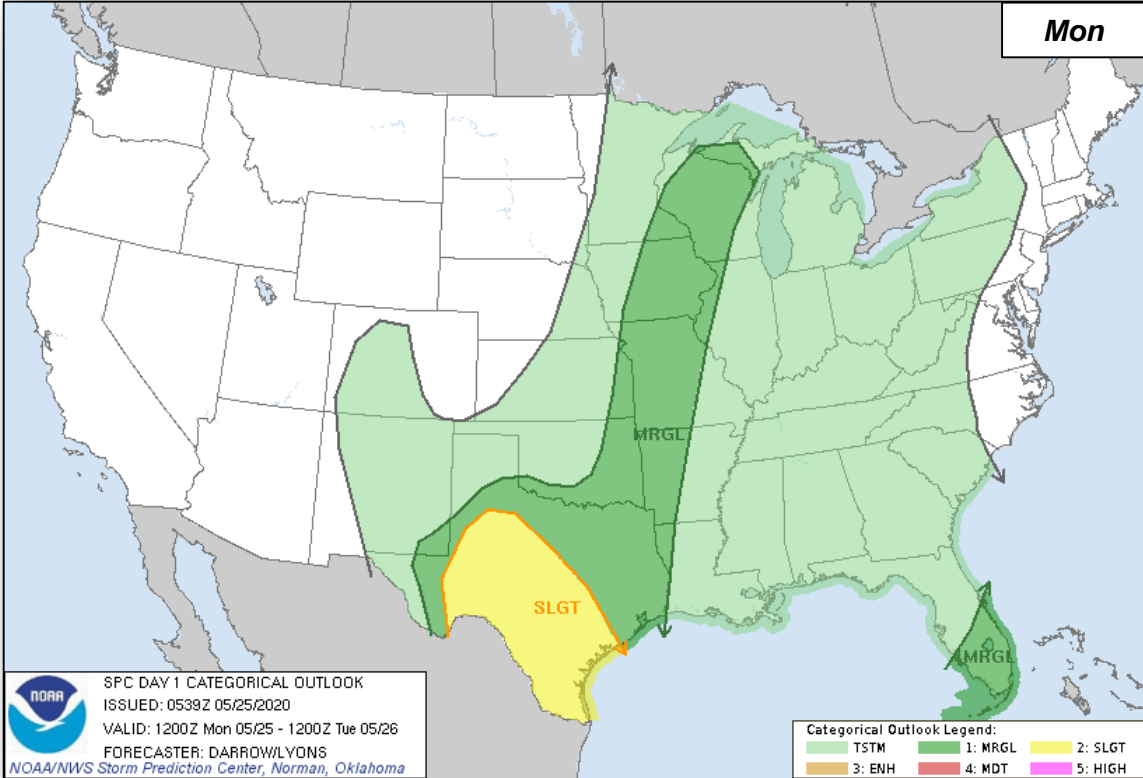 Mon
MRGL
SLGT
MRGL
NOAA
SPC DAY 1 CATEGORICAL OUTLOOK
ISSUED: 0539Z 05/25/2020
VALID: 1200Z Mon 05/25 - 1200Z Tue 05/26
FORECASTER: DARROW/LYONS
NOAA/NWS Storm Prediction Center, Norman, Oklahoma
Categorical Outlook Legend:
TSTM 1: MRGL 2: SLGT
3: ENH 4: MDT 5: HIGH